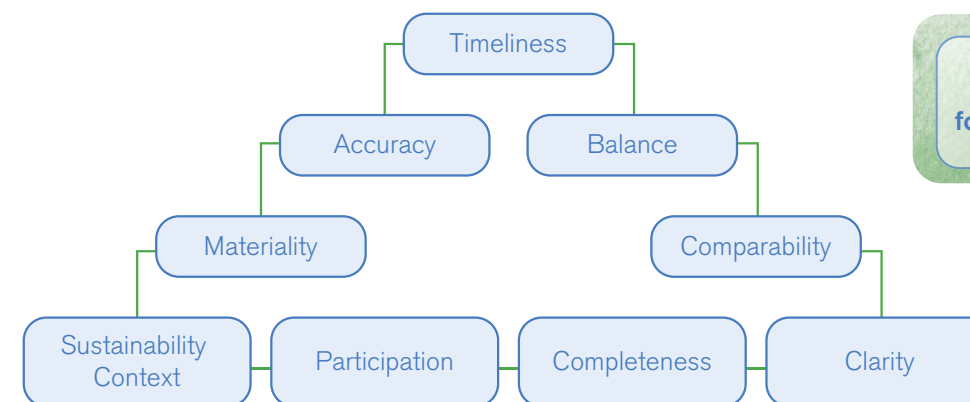 Timeliness
Accuracy
Balance
Materiality
Comparability
Sustainability
Context
Participation
Completeness
Clarity